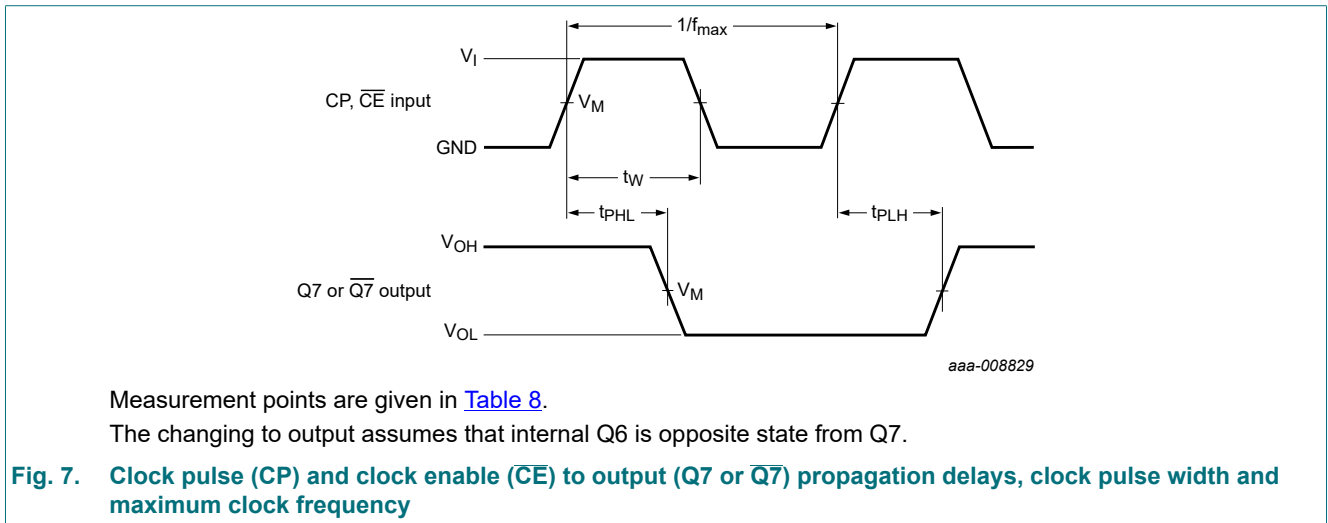 1/fmax
VI
CP, CE input
VM
GND
tW
tPHL
tPLH
VOH
Q7 or Q7 output
VM
VOL
aaa-008829
Measurement points are given in Table 8.
The changing to output assumes that internal Q6 is opposite state from Q7.
Fig. 7. Clock pulse (CP) and clock enable (CE) to output (Q7 or Q7) propagation delays, clock pulse width and
maximum clock frequency